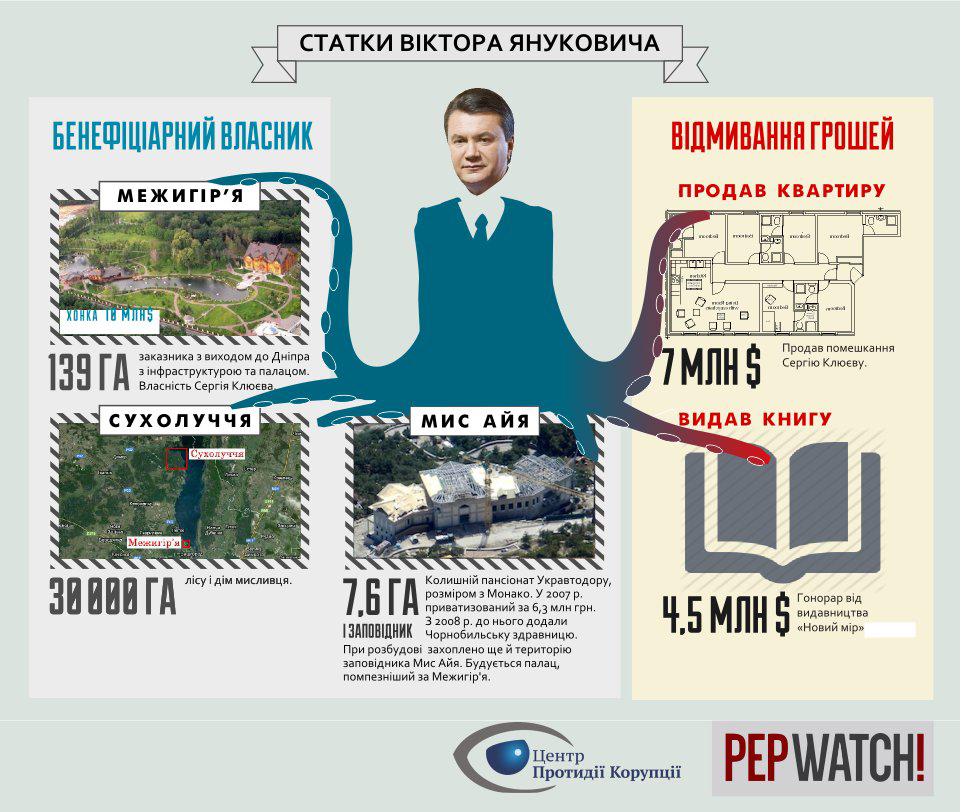 СТАТКИ ВІКТОРА ЯНУКОВИЧА
БЕНЕФІЦІАРНИЙ ВЛАСНИК
МЕЖИГІР’Я
ХОНКА 10 МЛН$
139 ГА
заказника з виходом до Дніпра
з інфраструктурою та палацом.
Власність Сергія Клюєва.
СУХОЛУЧЧЯ
Сухолуччя
Межигір’я
30 000 ГА
лісу і дім мисливця.
МИС АЙЯ
7,6 ГА
І ЗАПОВІДНИК
Колишній пансіонат Укравтодору,
розміром з Монако. У 2007 р.
приватизований за 6,3 млн грн.
З 2008 р. до нього додали
Чорнобильську здравницю.
При розбудові захоплено ще й територію
заповідника Мис Айя. Будується палац,
помпезніший за Межигір'я.
ВІДМИВАННЯ ГРОШЕЙ
ПРОДАВ КВАРТИРУ
7 МЛН $
Продав помешкання
Сергію Клюєву.
ВИДАВ КНИГУ
4,5 МЛН $
Гонорар від
видавництва
«Новий мір»
Центр
Протидії Корупції
PEPWATCH!